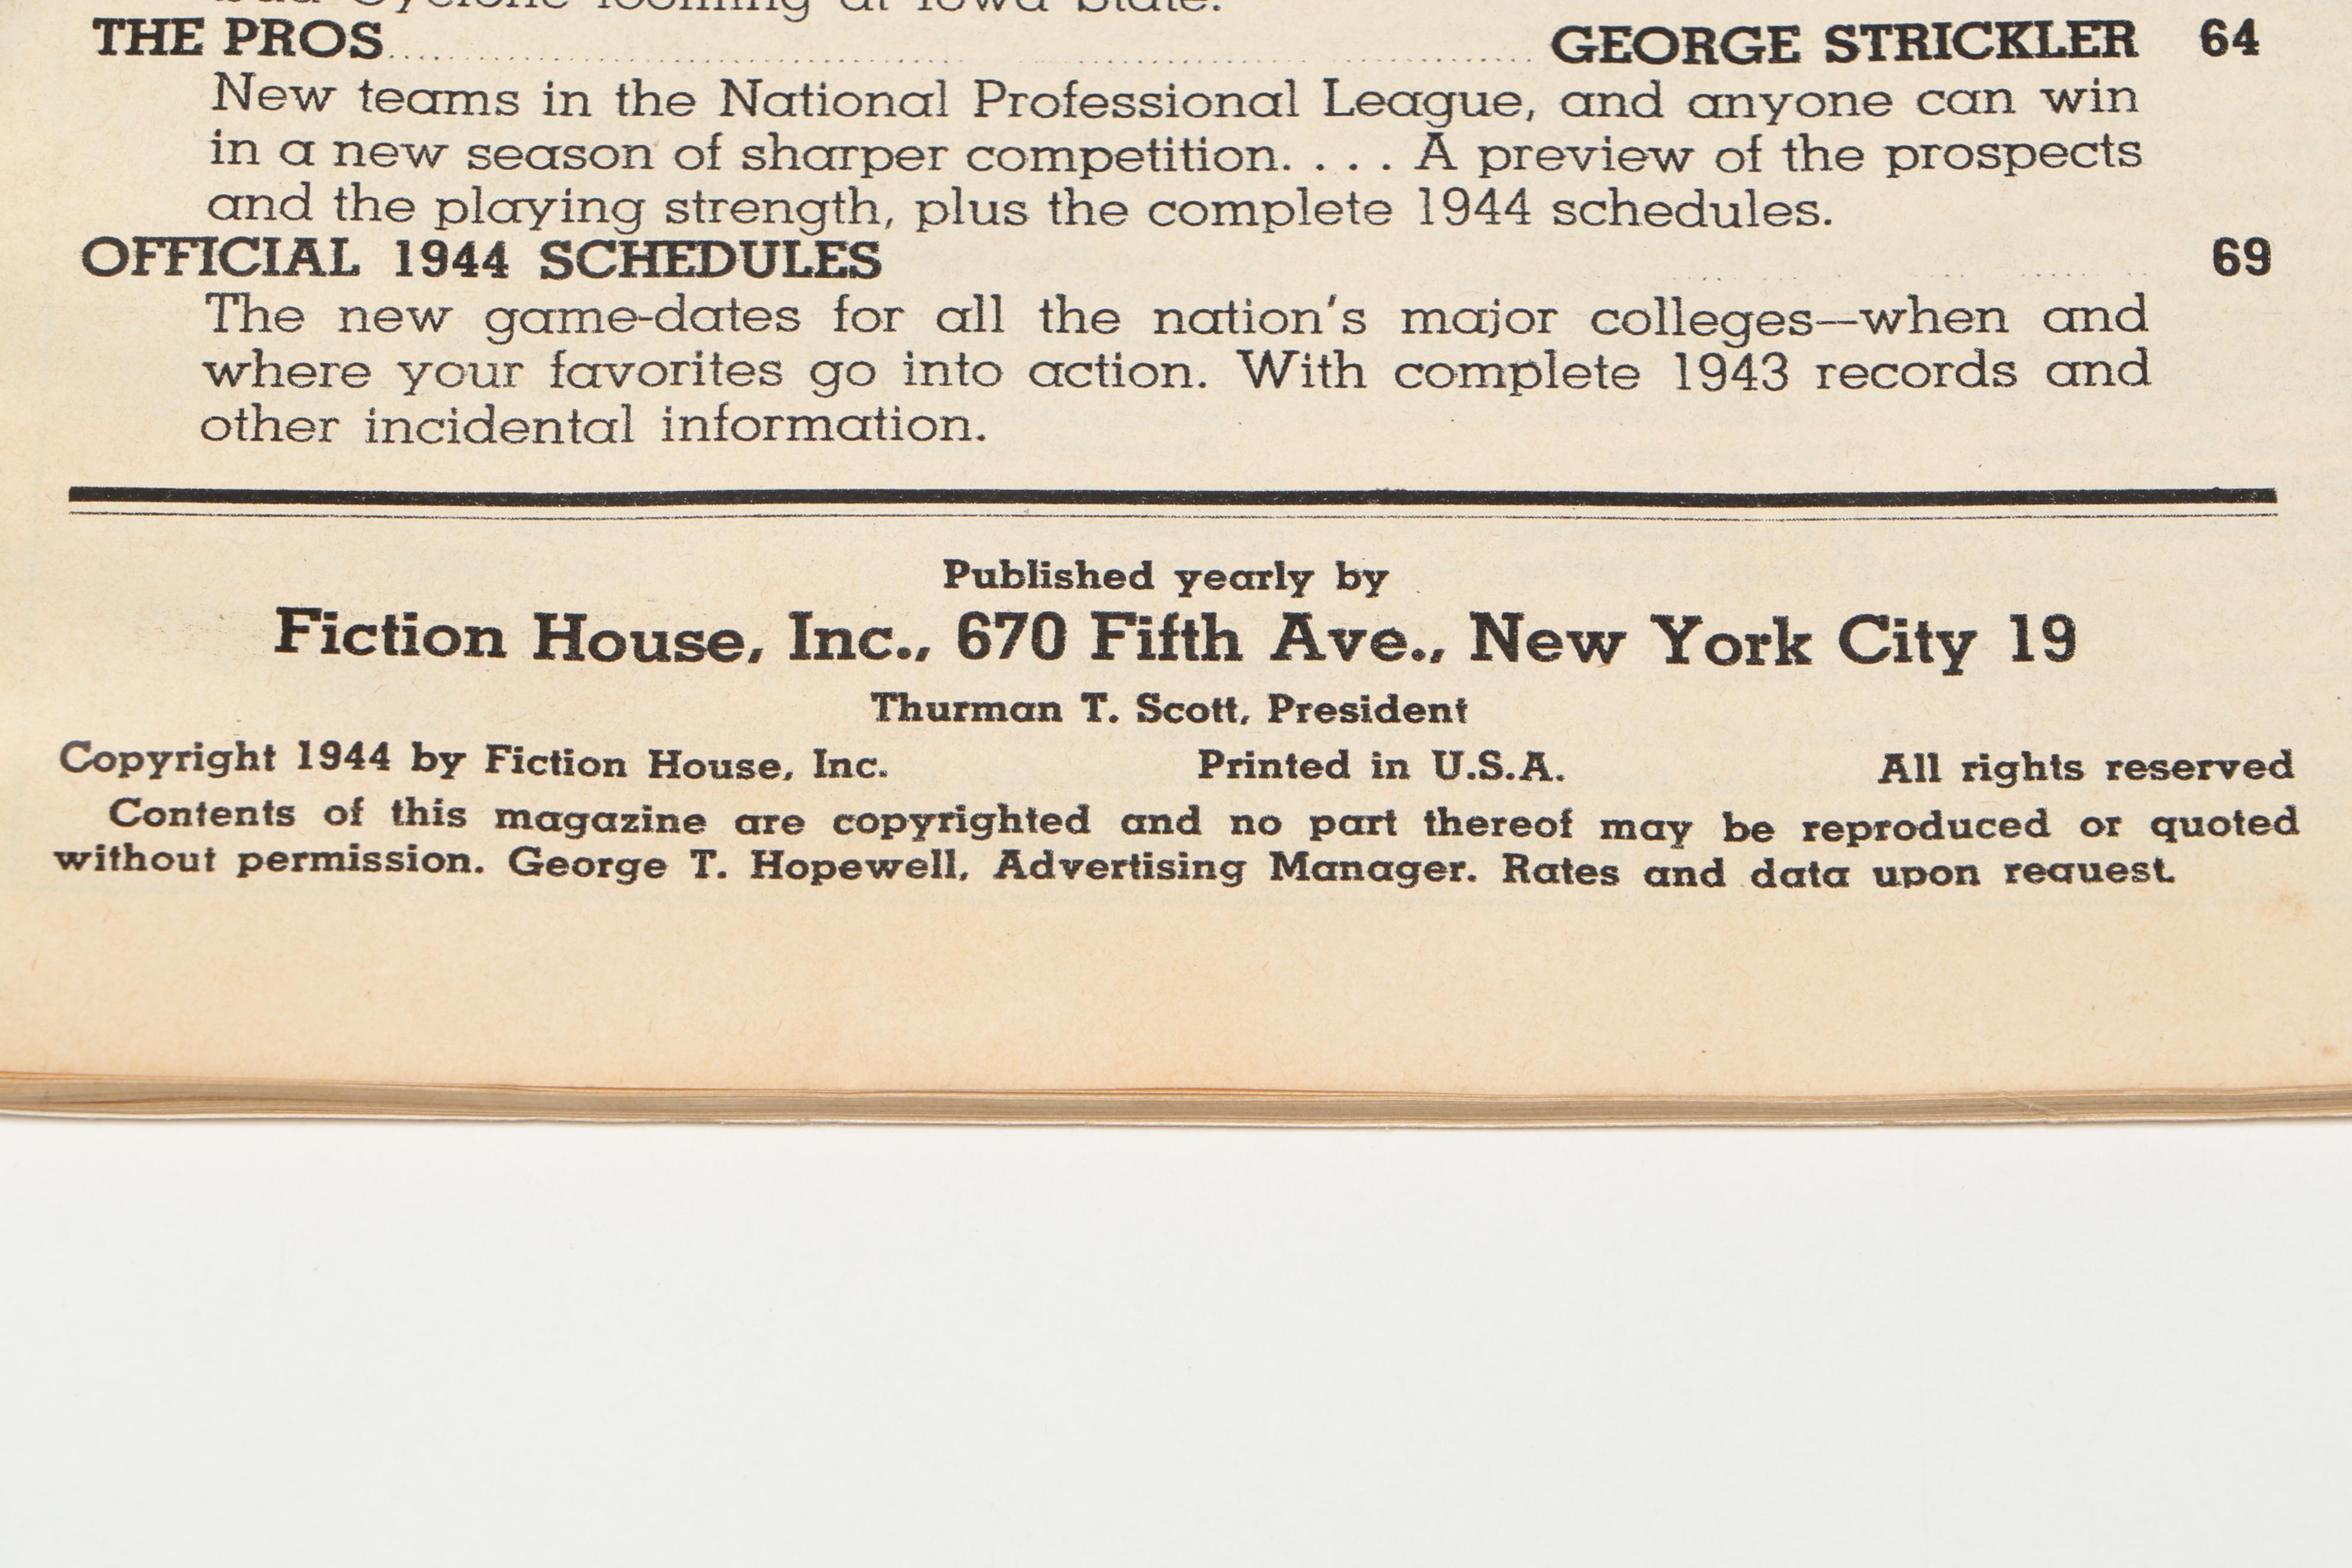 bad Cyclone looming at Iowa State.
THE PROS GEORGE STRICKLER 64
New teams in the National Professional League, and anyone can win
in a new season of sharper competition. . . . A preview of the prospects
and the playing strength, plus the complete 1944 schedules.
OFFICIAL 1944 SCHEDULES 69
The new game-dates for all the nation's major colleges—when and
where your favorites go into action. With complete 1943 records and
other incidental information.
Published yearly by
Fiction House, Inc., 670 Fifth Ave., New York City 19
Thurman T. Scott, President
Copyright 1944 by Fiction House, Inc. Printed in U.S.A. All rights reserved
Contents of this magazine are copyrighted and no part thereof may be reproduced or quoted
without permission. George T. Hopewell, Advertising Manager. Rates and data upon request.